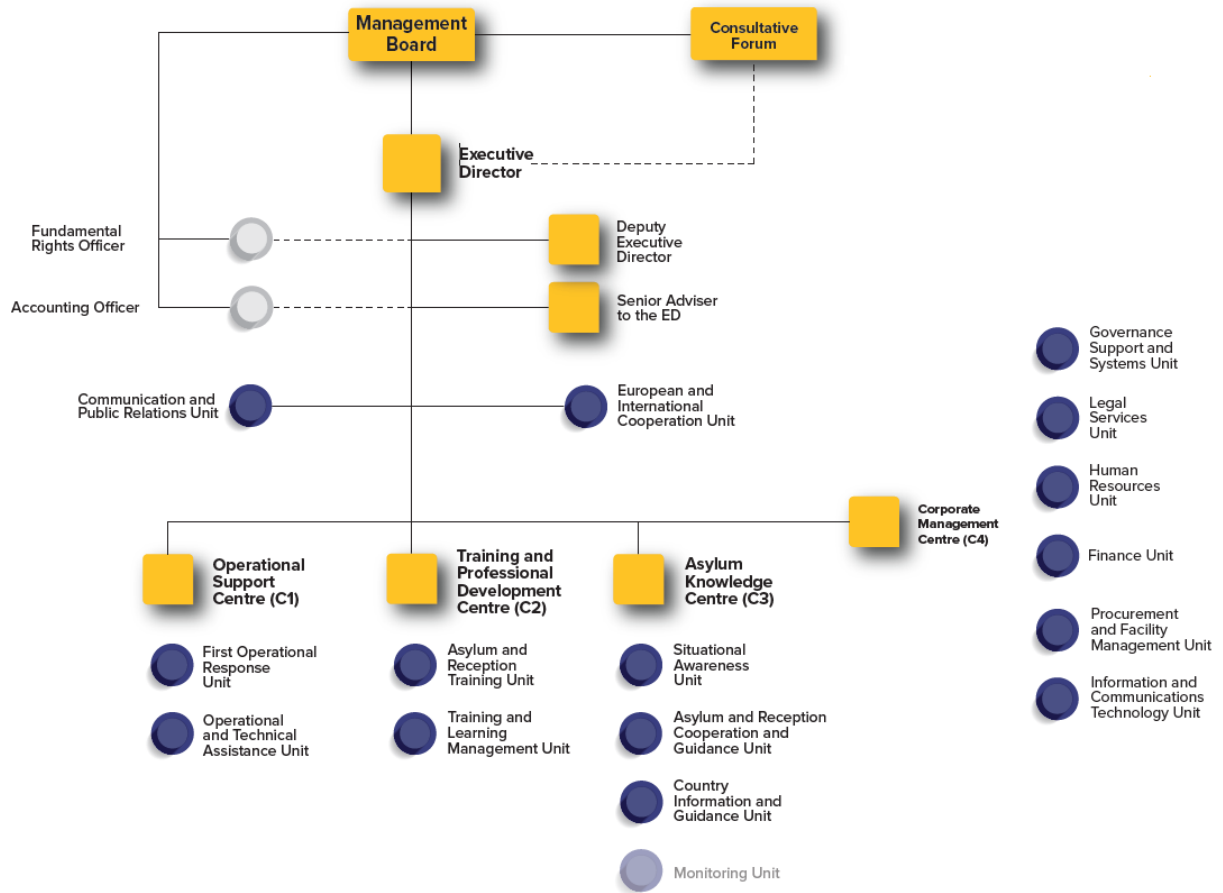 Management
Board
Consultative
Forum
Executive
Director
Fundamental
Rights Officer
Deputy
Executive
Director
Accounting Officer
Senior Adviser
to the ED
Communication and
Public Relations Unit
European and
International
Cooperation Unit
Governance
Support and
Systems Unit
Legal
Services
Unit
Human
Resources
Unit
Finance Unit
Procurement
and Facility
Management Unit
Information and
Communications
Technology Unit
Corporate
Management
Centre (C4)
Operational
Support
Centre (C1)
First Operational
Response
Unit
Operational
and Technical
Assistance Unit
Training and
Professional
Development
Centre (C2)
Asylum and
Reception
Training Unit
Training and
Learning
Management Unit
Asylum
Knowledge
Centre (C3)
Situational
Awareness
Unit
Asylum and Reception
Cooperation and
Guidance Unit
Country
Information and
Guidance Unit
Monitoring Unit